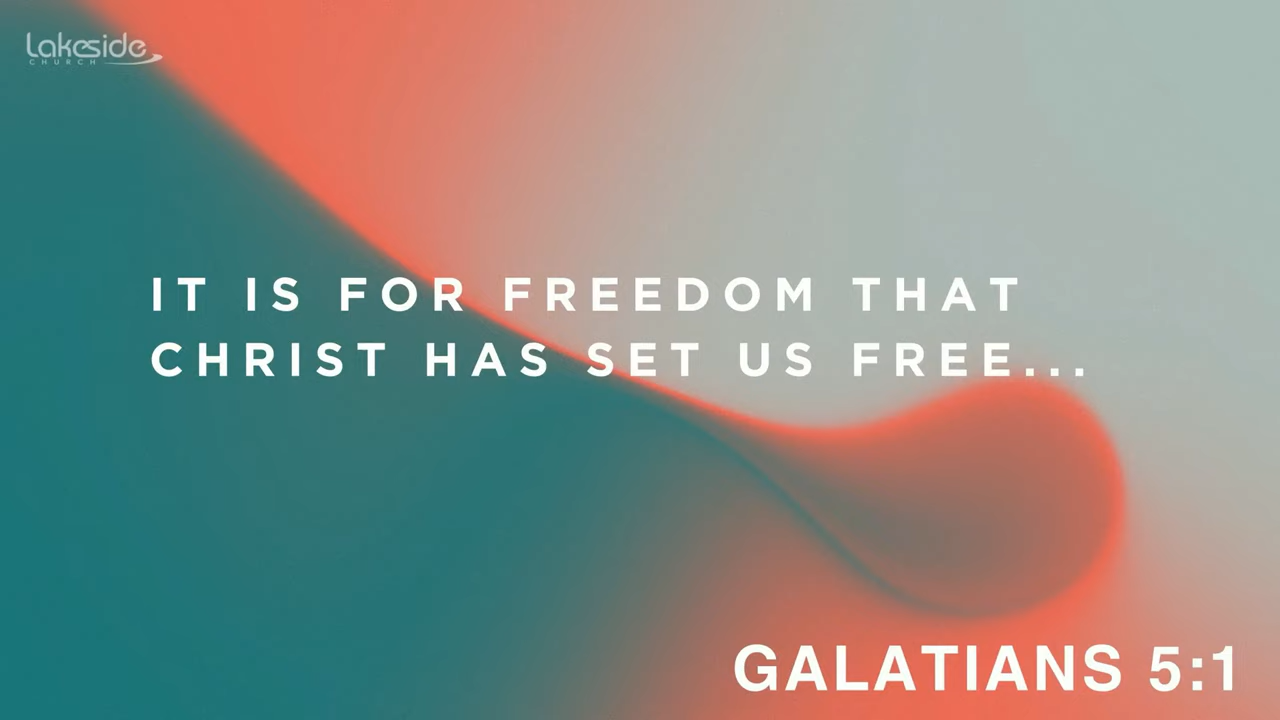 Lakeside
CHURCH
IT IS FOR FREEDOM THAT
CHRIST HAS SET US FREE...
GALATIANS 5:1